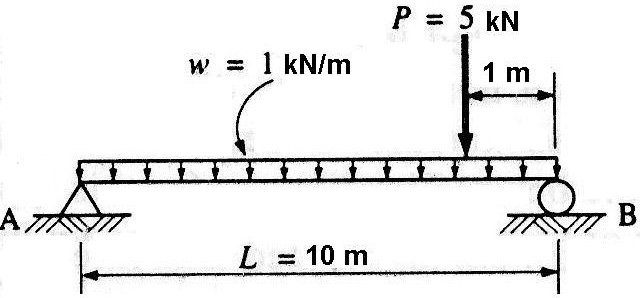 P = 5 kN
w = 1 kN/m
1 m
A
B
L = 10 m